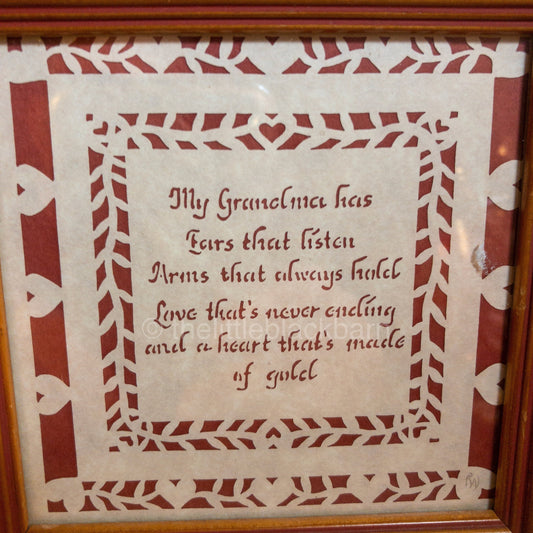 My Grandma has
Ears that listen
Arms that always hold
Love that's never ending
© thelittleblackbarn
and a heart that's made
of gold
RW